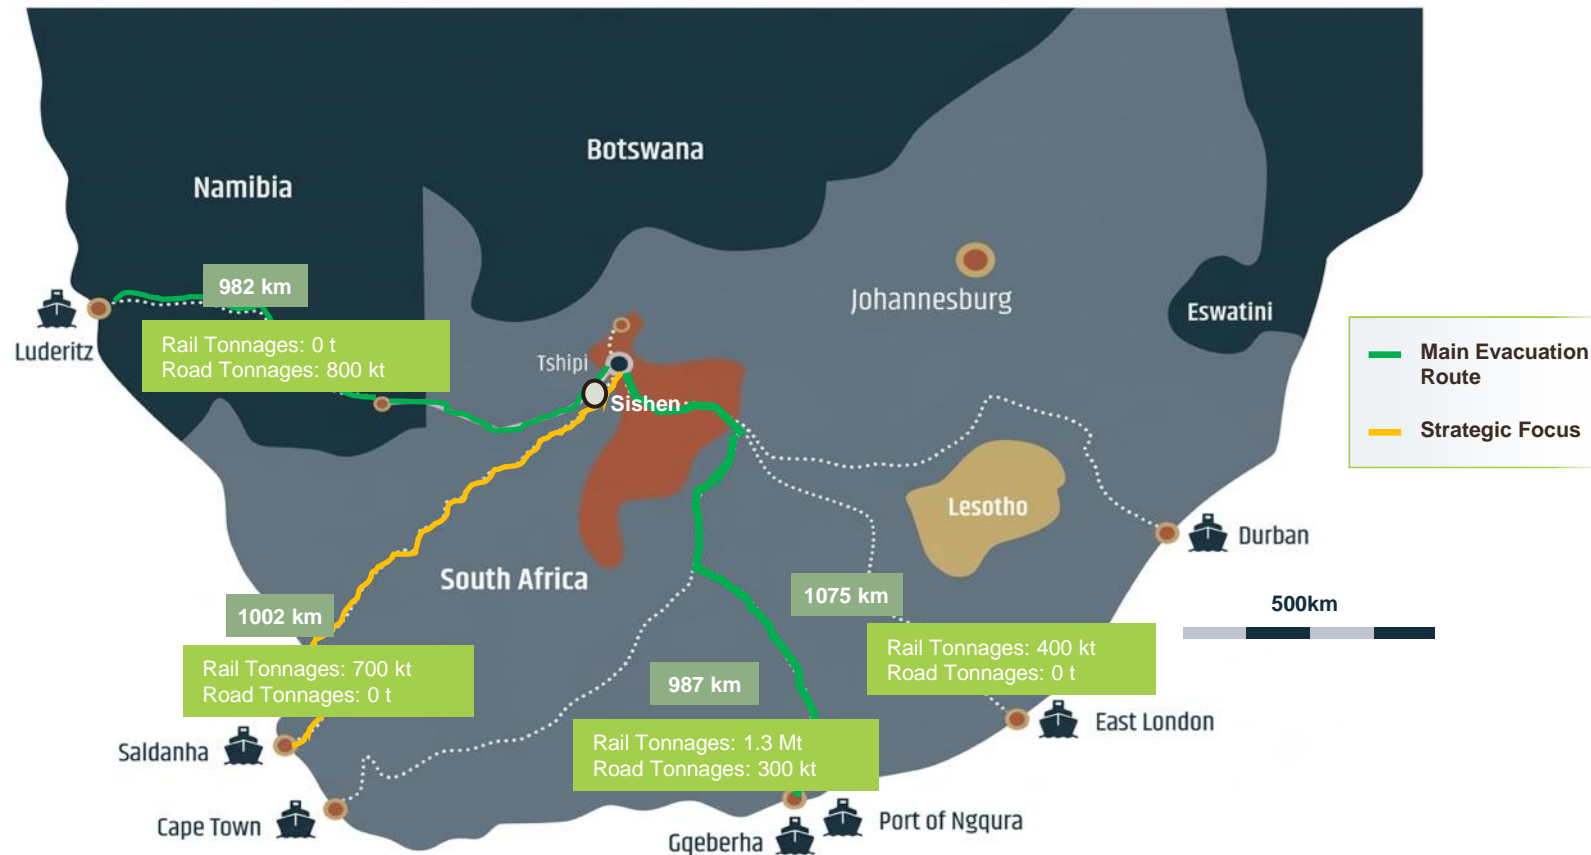 Botswana
Namibia
982 km
Johannesburg
Eswatini
Luderitz
Rail Tonnages: 0 t
Road Tonnages: 800 kt
Tshipi
Sishen
Main Evacuation
Route
Strategic Focus
Lesotho
Durban
South Africa
1075 km
500km
1002 km
Rail Tonnages: 400 kt
Road Tonnages: 0 t
Rail Tonnages: 700 kt
Road Tonnages: 0 t
987 km
East London
Saldanha
Rail Tonnages: 1.3 Mt
Road Tonnages: 300 kt
Cape Town
Port of Ngqura
Gqeberha